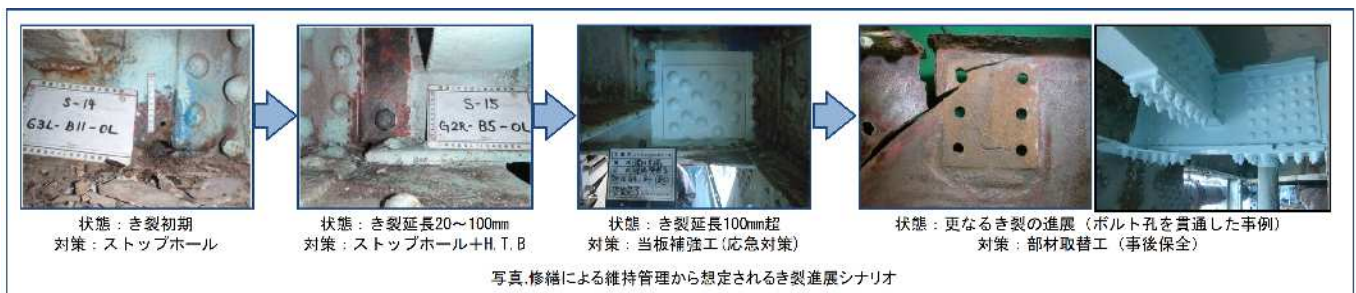 S-14
G3L-B11-OL
S-15
G2R-B5-OL
状態：き裂初期
対策：ストップホール
状態：き裂延長20～100mm
対策：ストップホール＋H.T.B
状態：き裂延長100mm超
対策：当板補強工(応急対策)
状態：更なるき裂の進展（ボルト孔を貫通した事例）
対策：部材取替工（事後保全）
写真.修繕による維持管理から想定されるき裂進展シナリオ